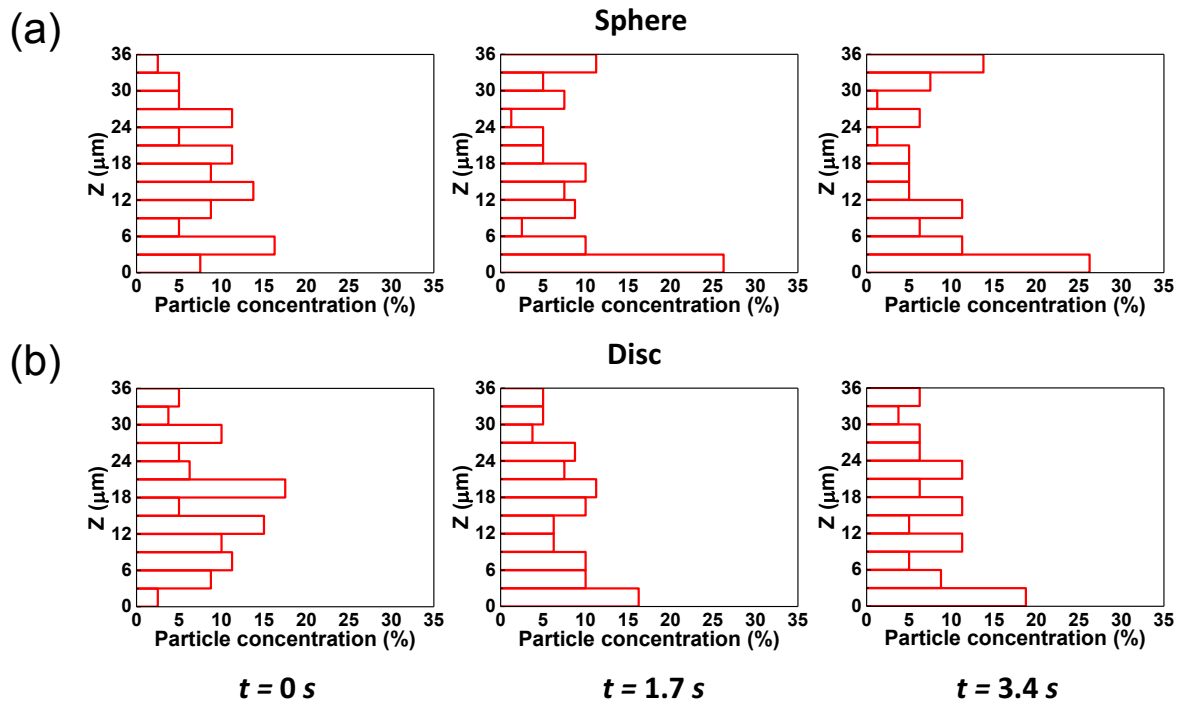 (a)
Sphere
36
30
24
18
12
6
0
Z (μm)
0 5 10 15 20 25 30 35
Particle concentration (%)
36
30
24
18
12
6
0
Z (μm)
0 5 10 15 20 25 30 35
Particle concentration (%)
36
30
24
18
12
6
0
Z (μm)
0 5 10 15 20 25 30 35
Particle concentration (%)
(b)
Disc
36
30
24
18
12
6
0
Z (μm)
0 5 10 15 20 25 30 35
Particle concentration (%)
36
30
24
18
12
6
0
Z (μm)
0 5 10 15 20 25 30 35
Particle concentration (%)
36
30
24
18
12
6
0
Z (μm)
0 5 10 15 20 25 30 35
Particle concentration (%)
t = 0 s
t = 1.7 s
t = 3.4 s